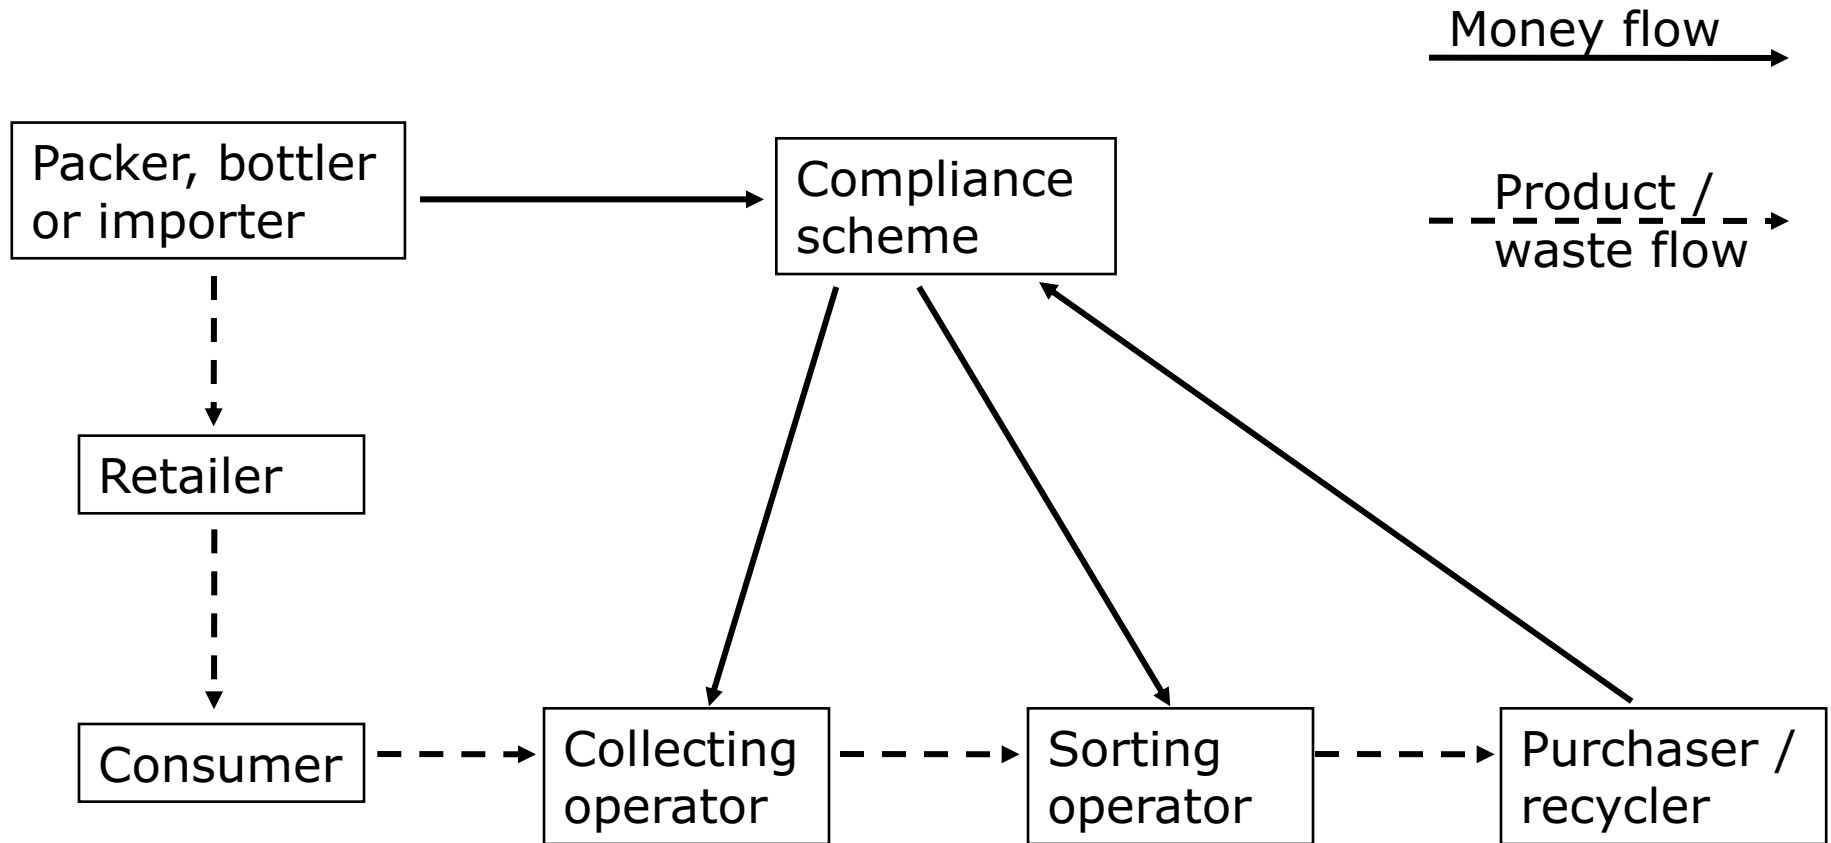 Money flow
Packer, bottler
or importer
Compliance
scheme
Product /
waste flow
Retailer
Consumer
Collecting
operator
Sorting
operator
Purchaser /
recycler